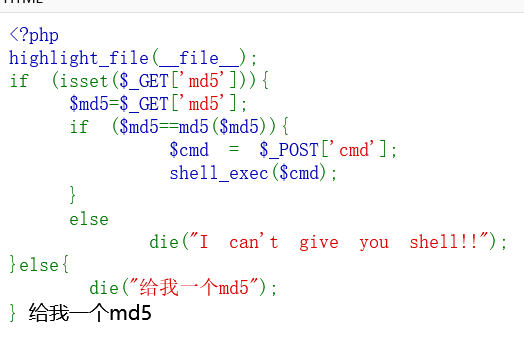 <?php
highlight_file(__file__);
if (isset($_GET['md5'])){
$md5=$_GET['md5'];
if ($md5==md5($md5)){
$cmd = $_POST['cmd'];
shell_exec($cmd);
}
else
die("I can't give you shell!!");
}else{
die("给我一个md5");
} 给我一个md5